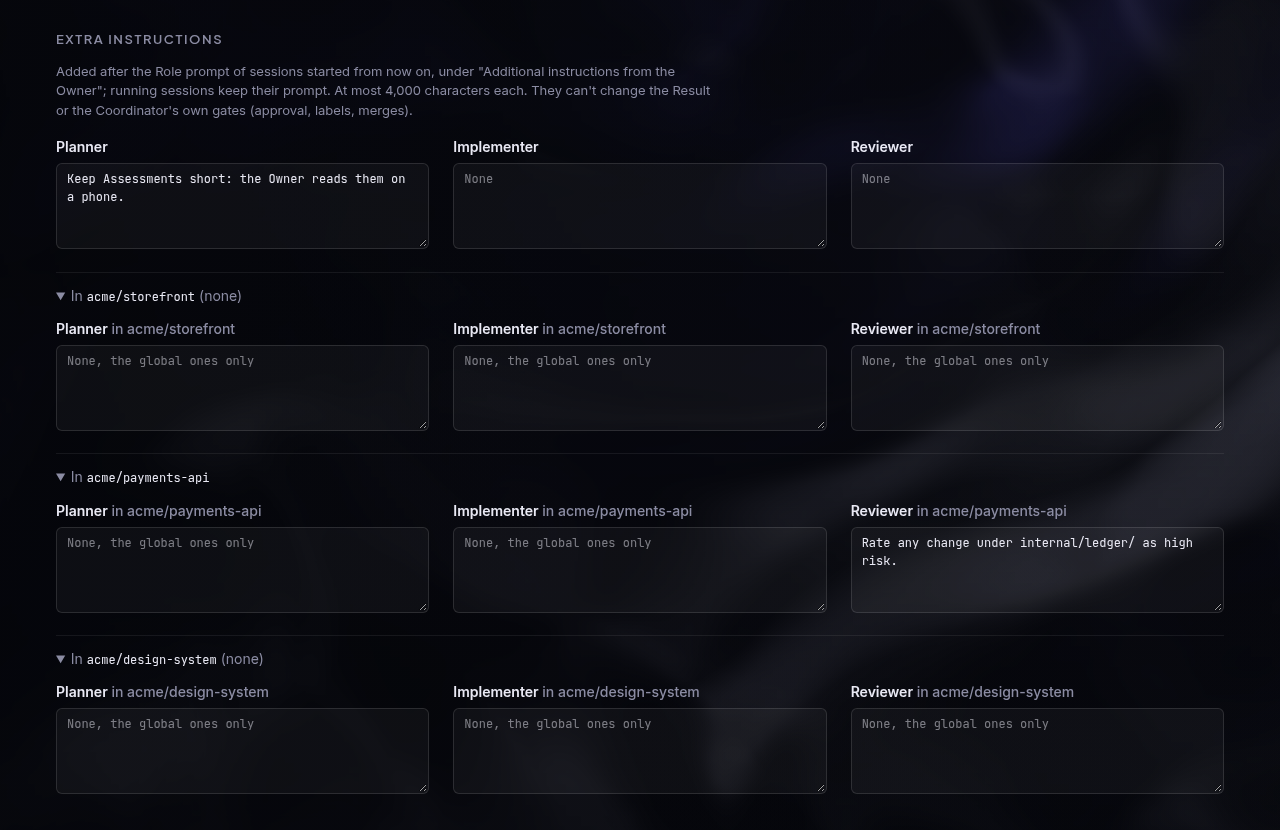 EXTRA INSTRUCTIONS
Added after the Role prompt of sessions started from now on, under "Additional instructions from the
Owner"; running sessions keep their prompt. At most 4,000 characters each. They can't change the Result
or the Coordinator's own gates (approval, labels, merges).
Planner
Implementer
Reviewer
Keep Assessments short: the Owner reads them on
a phone.
None
None
▼ In acme/storefront (none)
Planner in acme/storefront
Implementer in acme/storefront
Reviewer in acme/storefront
None, the global ones only
None, the global ones only
None, the global ones only
▼ In acme/payments-api
Planner in acme/payments-api
Implementer in acme/payments-api
Reviewer in acme/payments-api
None, the global ones only
None, the global ones only
Rate any change under internal/ledger/ as high
risk.
▼ In acme/design-system (none)
Planner in acme/design-system
Implementer in acme/design-system
Reviewer in acme/design-system
None, the global ones only
None, the global ones only
None, the global ones only